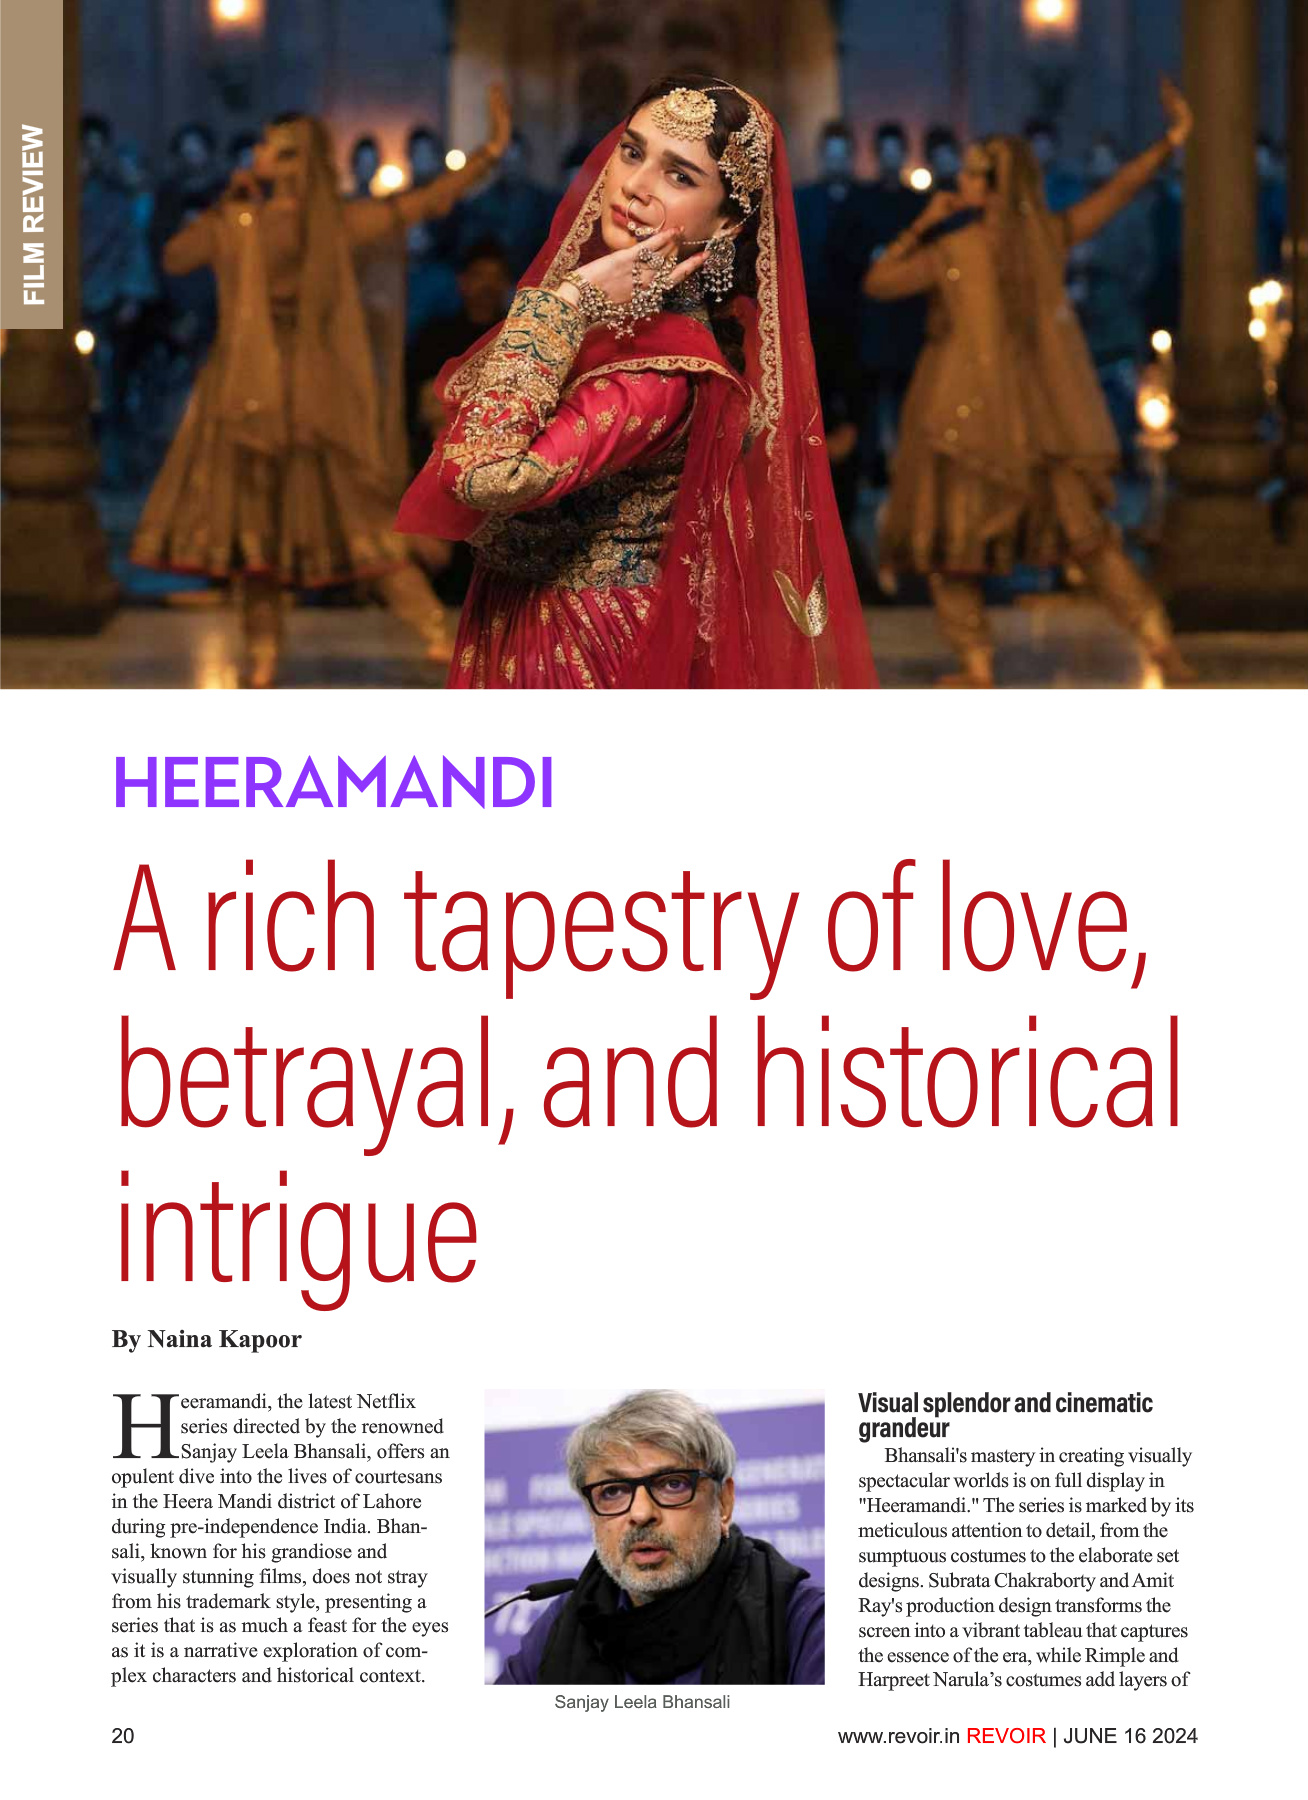 FILM REVIEW
HEERAMANDI
A rich tapestry of love,
betrayal, and historical
intrigue
By Naina Kapoor
Heeramandi, the latest Netflix
series directed by the renowned
Sanjay Leela Bhansali, offers an
opulent dive into the lives of courtesans
in the Heera Mandi district of Lahore
during pre-independence India. Bhan-
sali, known for his grandiose and
visually stunning films, does not stray
from his trademark style, presenting a
series that is as much a feast for the eyes
as it is a narrative exploration of com-
plex characters and historical context.
Sanjay Leela Bhansali
Visual splendor and cinematic
grandeur
Bhansali's mastery in creating visually
spectacular worlds is on full display in
"Heeramandi." The series is marked by its
meticulous attention to detail, from the
sumptuous costumes to the elaborate set
designs. Subrata Chakraborty and Amit
Ray's production design transforms the
screen into a vibrant tableau that captures
the essence of the era, while Rimple and
Harpreet Narula’s costumes add layers of
20
www.revoir.in REVOIR | JUNE 16 2024